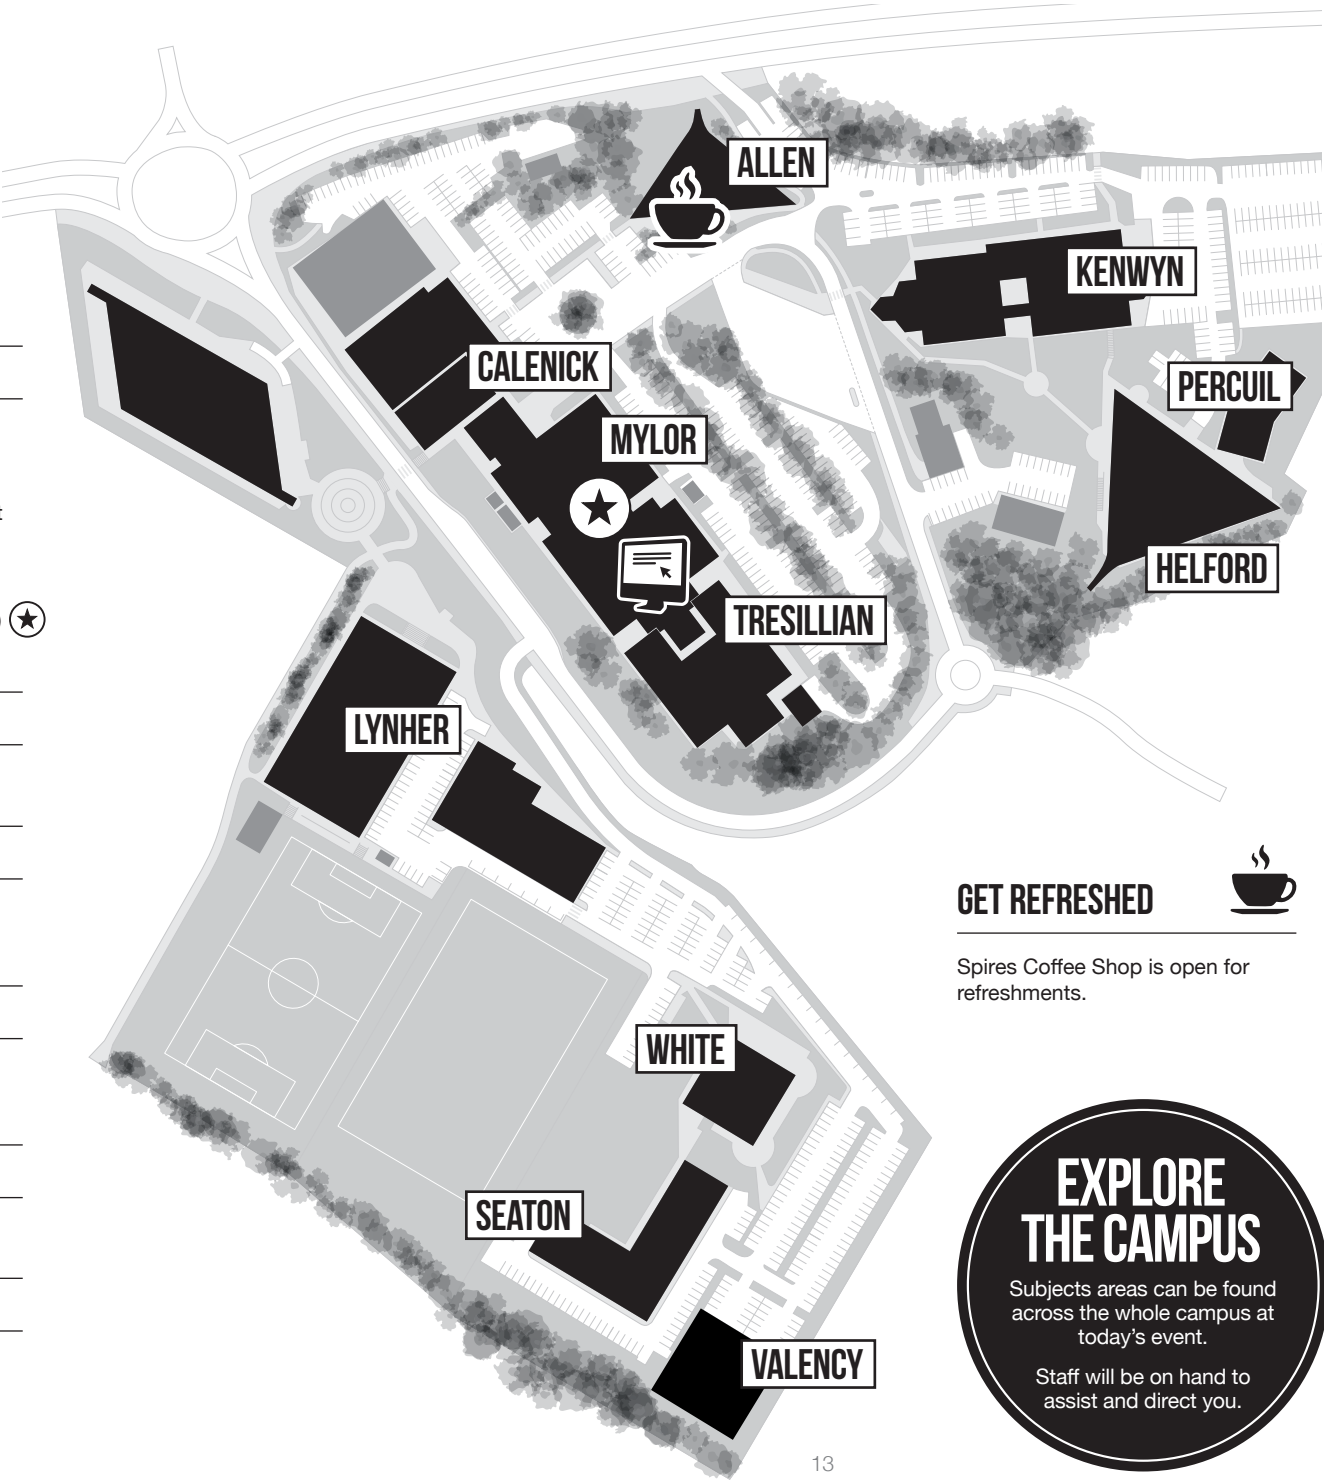 ALLEN
KENWYN
CALENICK
PERCUIL
MYLOR
t
HELFORD
TRESILLIAN
LYNHER
GET REFRESHED
Spires Coffee Shop is open for
refreshments.
WHITE
SEATON
EXPLORE
THE CAMPUS
Subjects areas can be found
across the whole campus at
today’s event.
Staff will be on hand to
assist and direct you.
VALENCY
13